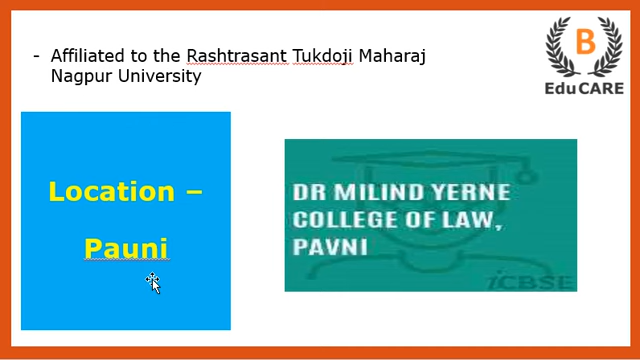 - Affiliated to the Rashtrasant Tukdoji Maharaj
Nagpur University
B
EduCARE
Location –
Pauni
DR MILIND YERNE
COLLEGE OF LAW,
PAVNI
iCBSE